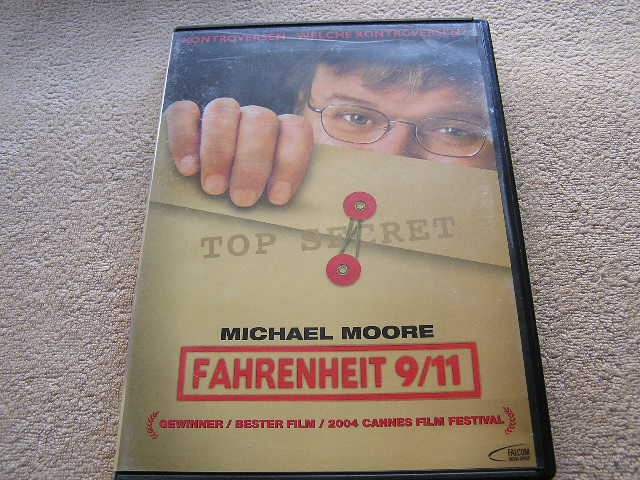 KONTROVERSEN... WELCHE KONTROVERSEN?
TOP SECRET
MICHAEL MOORE
FAHRENHEIT 9/11
GEWINNER / BESTER FILM / 2004 CANNES FILM FESTIVAL
FALCOM